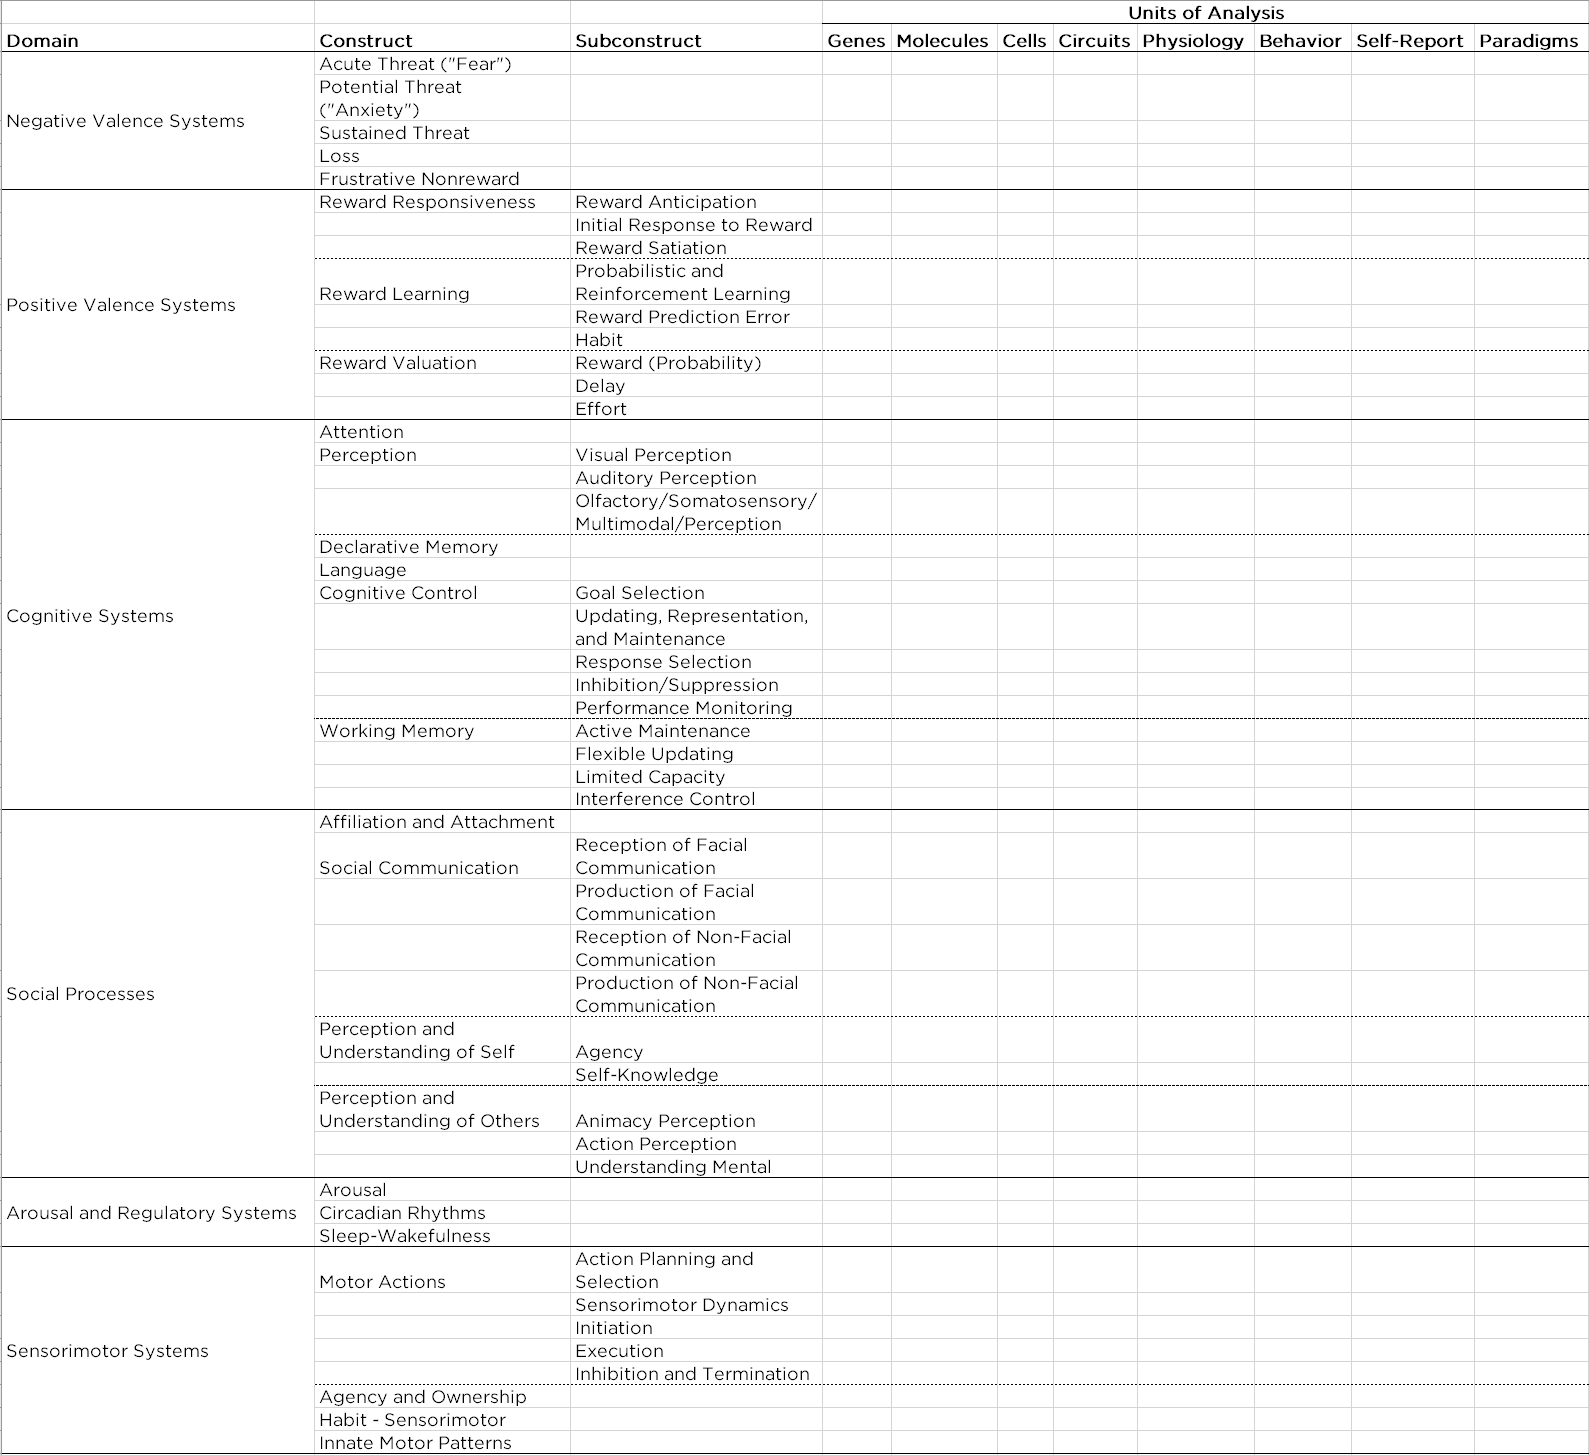 Units of Analysis
Domain Construct Subconstruct Genes Molecules Cells Circuits Physiology Behavior Self-Report Paradigms
Negative Valence Systems
Acute Threat ("Fear")
Potential Threat
("Anxiety")
Sustained Threat
Loss
Frustrative Nonreward
Positive Valence Systems
Reward Responsiveness Reward Anticipation
Initial Response to Reward
Reward Satiation
Probabilistic and
Reward Learning Reinforcement Learning
Reward Prediction Error
Habit
Reward Valuation Reward (Probability)
Delay
Effort
Cognitive Systems
Attention
Perception Visual Perception
Auditory Perception
Olfactory/Somatosensory/
Multimodal/Perception
Declarative Memory
Language
Cognitive Control Goal Selection
Updating, Representation,
and Maintenance
Response Selection
Inhibition/Suppression
Performance Monitoring
Working Memory Active Maintenance
Flexible Updating
Limited Capacity
Interference Control
Social Processes
Affiliation and Attachment
Reception of Facial
Social Communication Communication
Production of Facial
Communication
Reception of Non-Facial
Communication
Production of Non-Facial
Communication
Perception and
Understanding of Self Agency
Self-Knowledge
Perception and
Understanding of Others Animacy Perception
Action Perception
Understanding Mental
Arousal and Regulatory Systems
Arousal
Circadian Rhythms
Sleep-Wakefulness
Sensorimotor Systems
Action Planning and
Motor Actions Selection
Sensorimotor Dynamics
Initiation
Execution
Inhibition and Termination
Agency and Ownership
Habit - Sensorimotor
Innate Motor Patterns